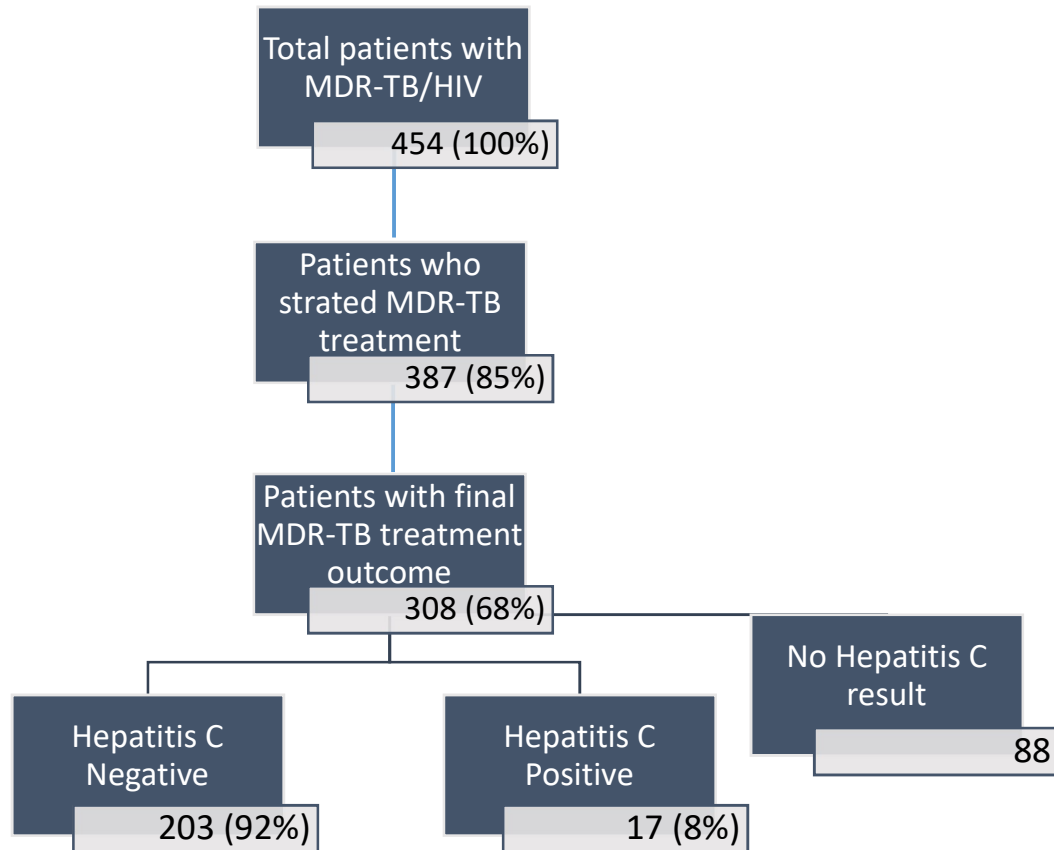 Total patients with
MDR-TB/HIV
454 (100%)
Patients who
strated MDR-TB
treatment
387 (85%)
Patients with final
MDR-TB treatment
outcome
308 (68%)
No Hepatitis C
result
88
Hepatitis C
Negative
203 (92%)
Hepatitis C
Positive
17 (8%)